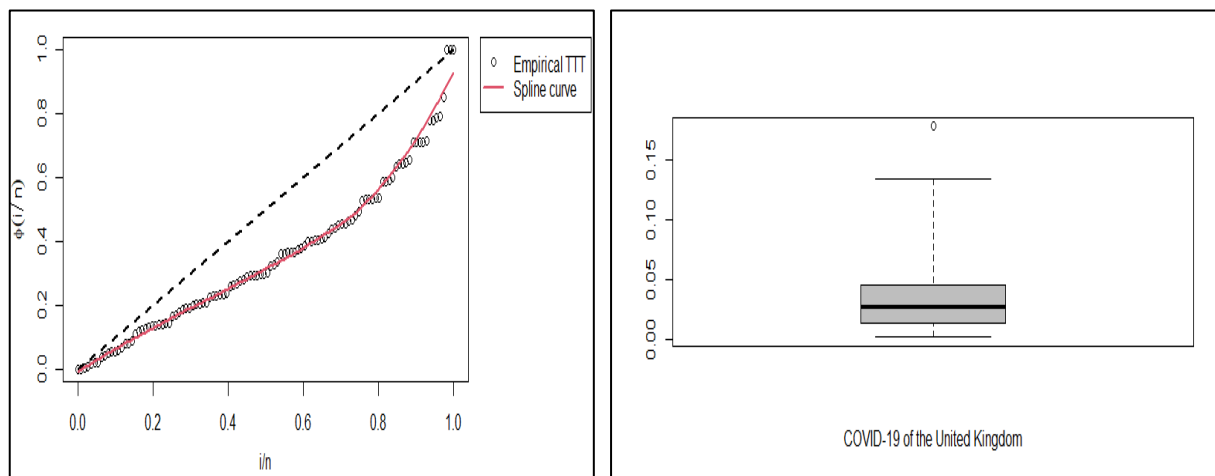 Empirical TTT
Spline curve
ϕ(i/n)
1.0
0.8
0.6
0.4
0.2
0.0
0.0 0.2 0.4 0.6 0.8 1.0
i/n
0.15
0.10
0.05
0.00
COVID-19 of the United Kingdom